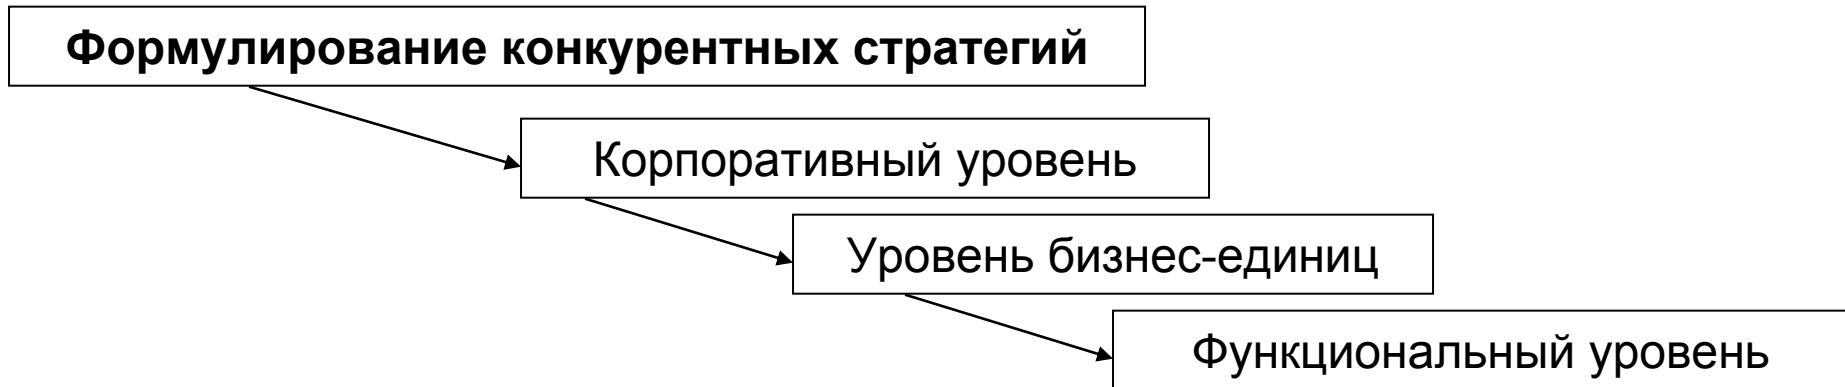 Формулирование конкурентных стратегий
Корпоративный уровень
Уровень бизнес-единиц
Функциональный уровень